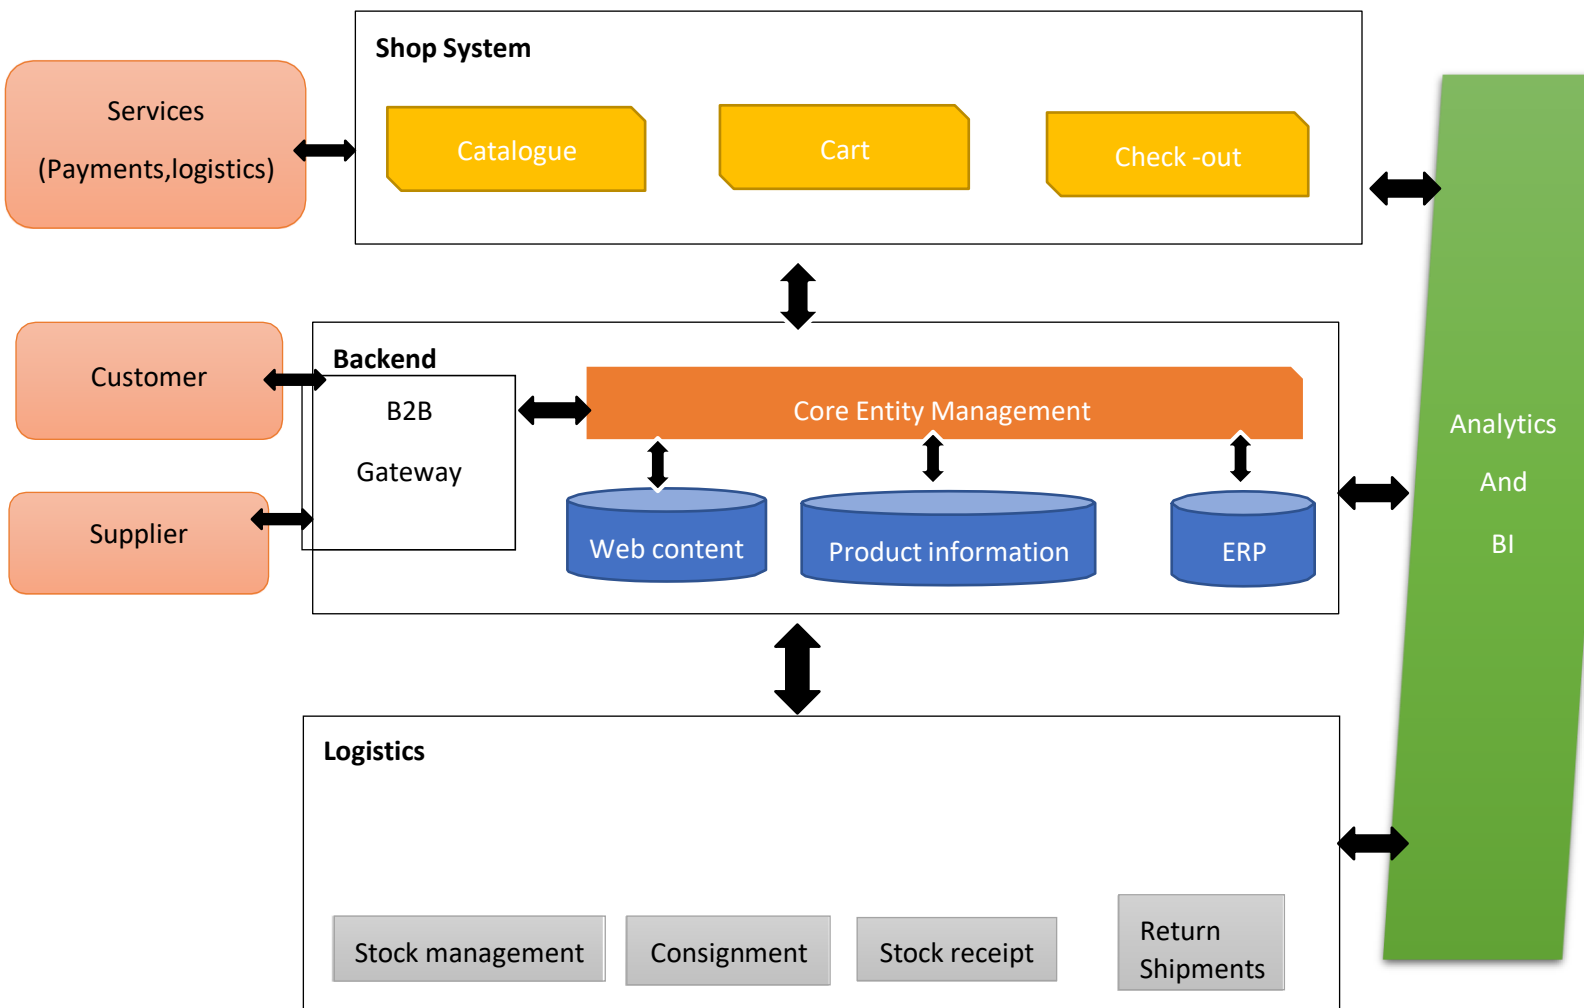 Shop System
Services
(Payments,logistics)
Catalogue
Cart
Check -out
Backend
Customer
B2B
Gateway
Core Entity Management
Supplier
Web content
Product information
ERP
Analytics
And
BI
Logistics
Stock management
Consignment
Stock receipt
Return
Shipments